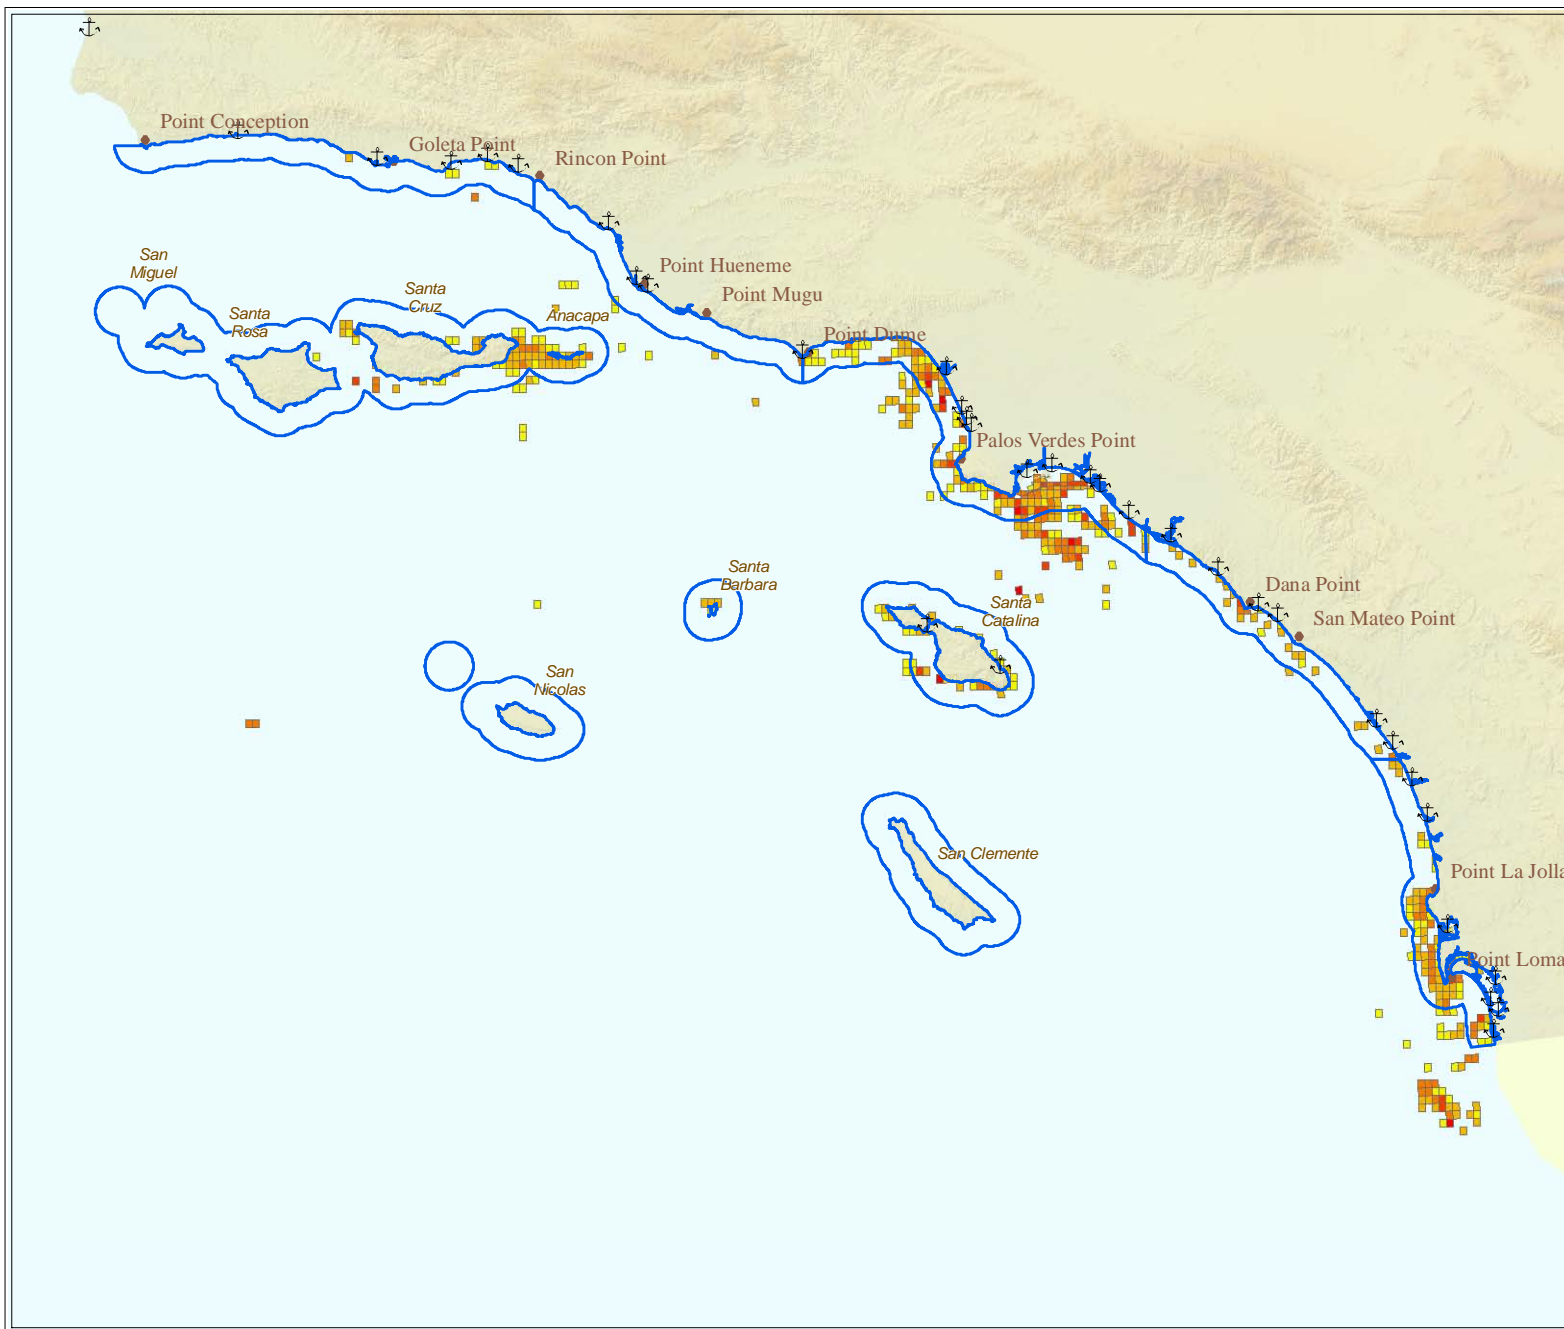 Point Conception
Goleta Point
Rincon Point
San
Miguel
Santa
Rosa
Santa
Cruz
Anacapa
Point Hueneme
Point Mugu
Point Dume
Palos Verdes Point
Santa
Barbara
Santa
Catalina
Dana Point
San Mateo Point
San
Nicolas
San Clemente
Point La Jolla
Point Loma